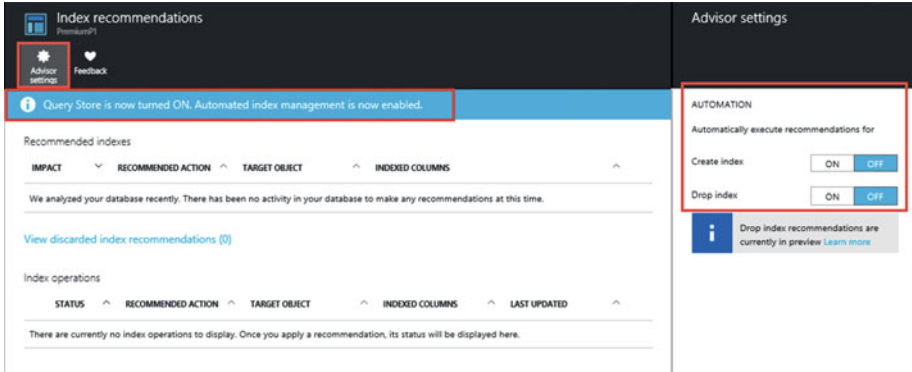 Index recommendations
PremiumP1
Advisor settings
Feedback
Query Store is now turned ON. Automated index management is now enabled.
Recommended indexes
IMPACT RECOMMENDED ACTION TARGET OBJECT INDEXED COLUMNS
We analyzed your database recently. There has been no activity in your database to make any recommendations at this time.
View discarded index recommendations (0)
Index operations
STATUS RECOMMENDED ACTION TARGET OBJECT INDEXED COLUMNS LAST UPDATED
There are currently no index operations to display. Once you apply a recommendation, its status will be displayed here.
Advisor settings
AUTOMATION
Automatically execute recommendations for
Create index ON OFF
Drop index ON OFF
Drop index recommendations are
currently in preview Learn more